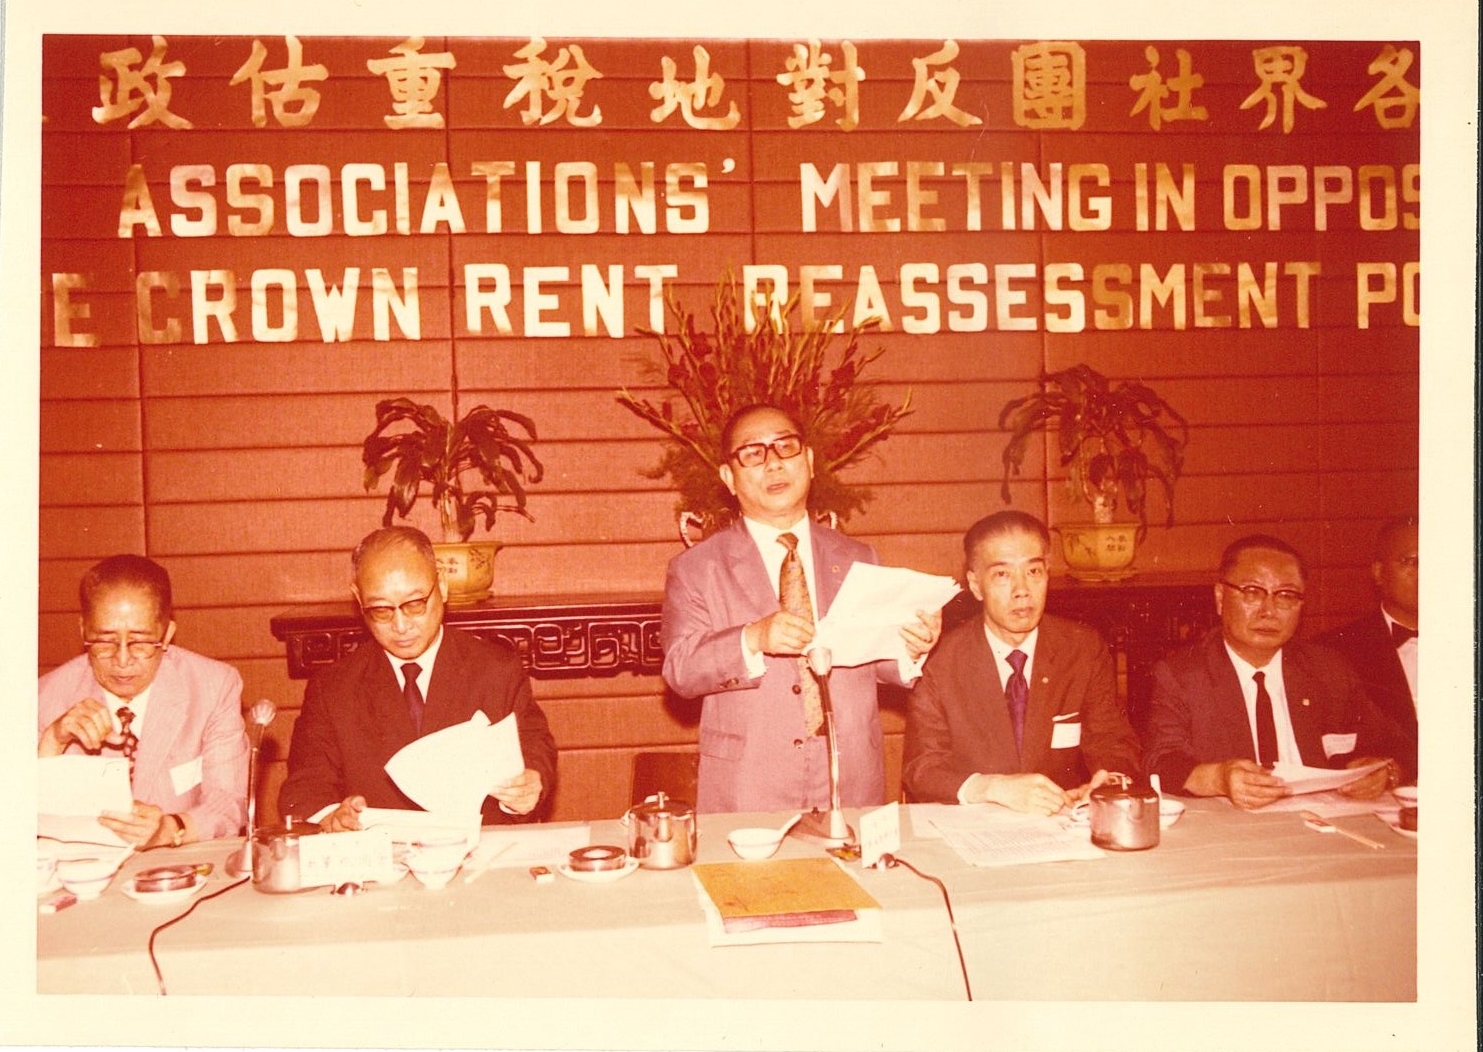 各界社團反對地稅重估政
ASSOCIATIONS' MEETING IN OPPOS
E CROWN RENT REASSESSMENT PO